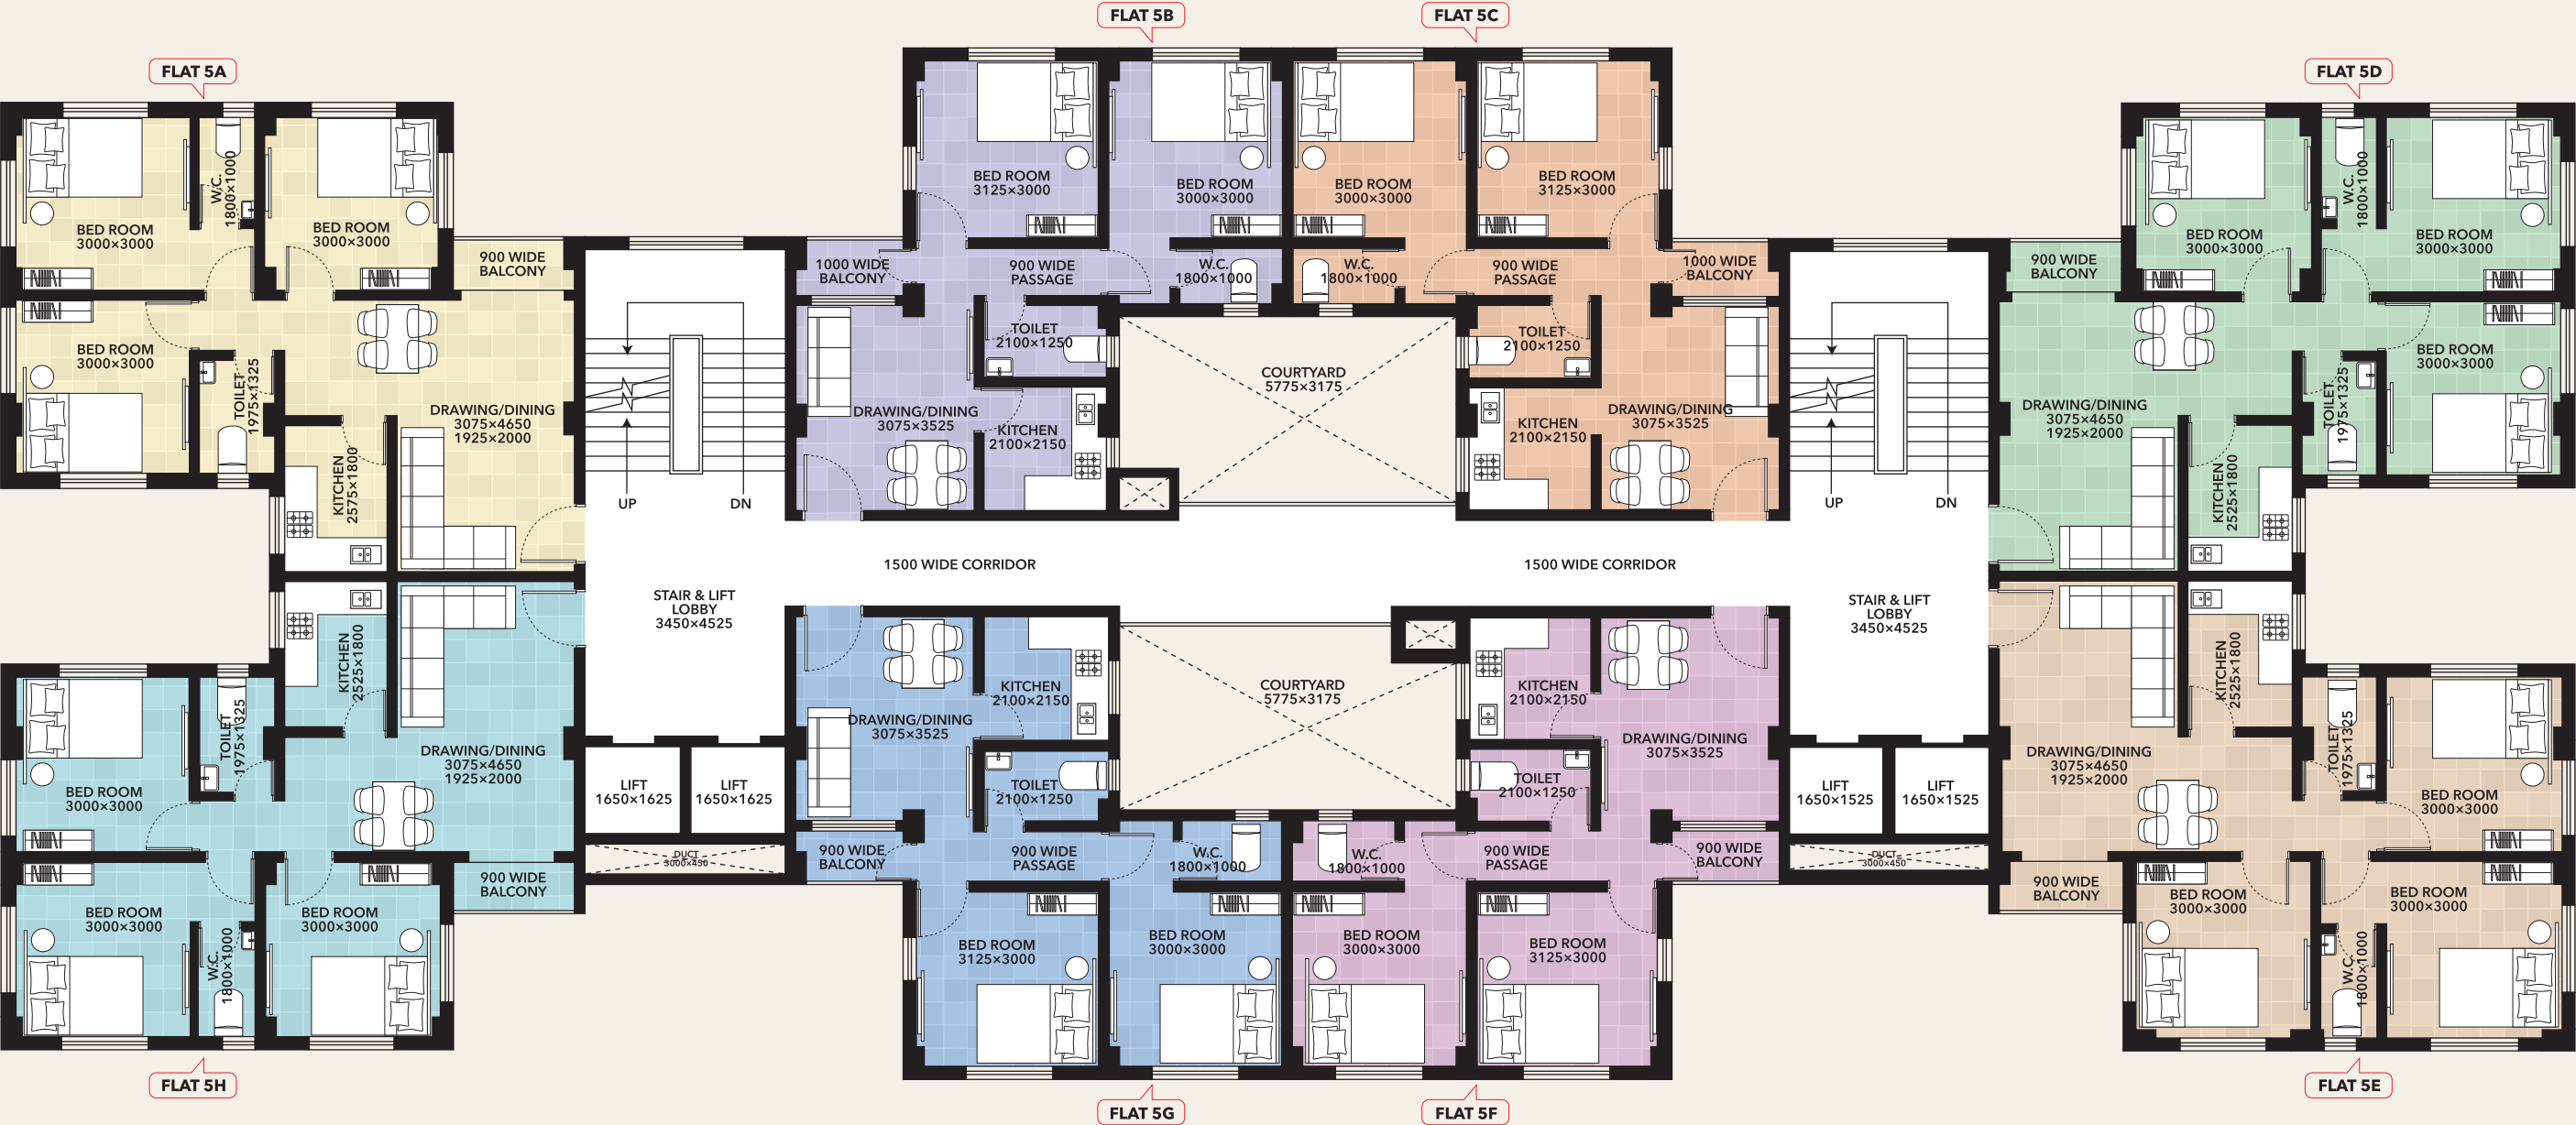 FLAT 5B
FLAT 5C
FLAT 5A
FLAT 5D
BED ROOM
3000×3000
W.C.
1800×1000
BED ROOM
3000×3000
900 WIDE
BALCONY
BED ROOM
3000×3000
TOILET
1975×1325
KITCHEN
2575×1800
DRAWING/DINING
3075×4650
1925×2000
UP
DN
BED ROOM
3125×3000
BED ROOM
3000×3000
1000 WIDE
BALCONY
900 WIDE
PASSAGE
W.C.
1800×1000
TOILET
2100×1250
DRAWING/DINING
3075×3525
KITCHEN
2100×2150
BED ROOM
3000×3000
BED ROOM
3125×3000
W.C.
1800×1000
900 WIDE
PASSAGE
1000 WIDE
BALCONY
TOILET
2100×1250
KITCHEN
2100×2150
DRAWING/DINING
3075×3525
COURTYARD
5775×3175
UP
DN
BED ROOM
3000×3000
W.C.
1800×1000
BED ROOM
3000×3000
900 WIDE
BALCONY
BED ROOM
3000×3000
TOILET
1975×1325
DRAWING/DINING
3075×4650
1925×2000
KITCHEN
2525×1800
1500 WIDE CORRIDOR
1500 WIDE CORRIDOR
STAIR & LIFT
LOBBY
3450×4525
STAIR & LIFT
LOBBY
3450×4525
KITCHEN
2525×1800
TOILET
1975×1325
DRAWING/DINING
3075×4650
1925×2000
BED ROOM
3000×3000
900 WIDE
BALCONY
BED ROOM
3000×3000
W.C.
1800×1000
BED ROOM
3000×3000
LIFT
1650×1625
LIFT
1650×1625
DUCT
3000×450
KITCHEN
2100×2150
DRAWING/DINING
3075×3525
TOILET
2100×1250
900 WIDE
BALCONY
900 WIDE
PASSAGE
W.C.
1800×1000
BED ROOM
3125×3000
BED ROOM
3000×3000
COURTYARD
5775×3175
KITCHEN
2100×2150
DRAWING/DINING
3075×3525
TOILET
2100×1250
W.C.
1800×1000
900 WIDE
PASSAGE
900 WIDE
BALCONY
BED ROOM
3000×3000
BED ROOM
3125×3000
LIFT
1650×1525
LIFT
1650×1525
DUCT
3000×450
KITCHEN
2525×1800
TOILET
1975×1325
DRAWING/DINING
3075×4650
1925×2000
BED ROOM
3000×3000
900 WIDE
BALCONY
BED ROOM
3000×3000
BED ROOM
3000×3000
W.C.
1800×1000
FLAT 5H
FLAT 5G
FLAT 5F
FLAT 5E